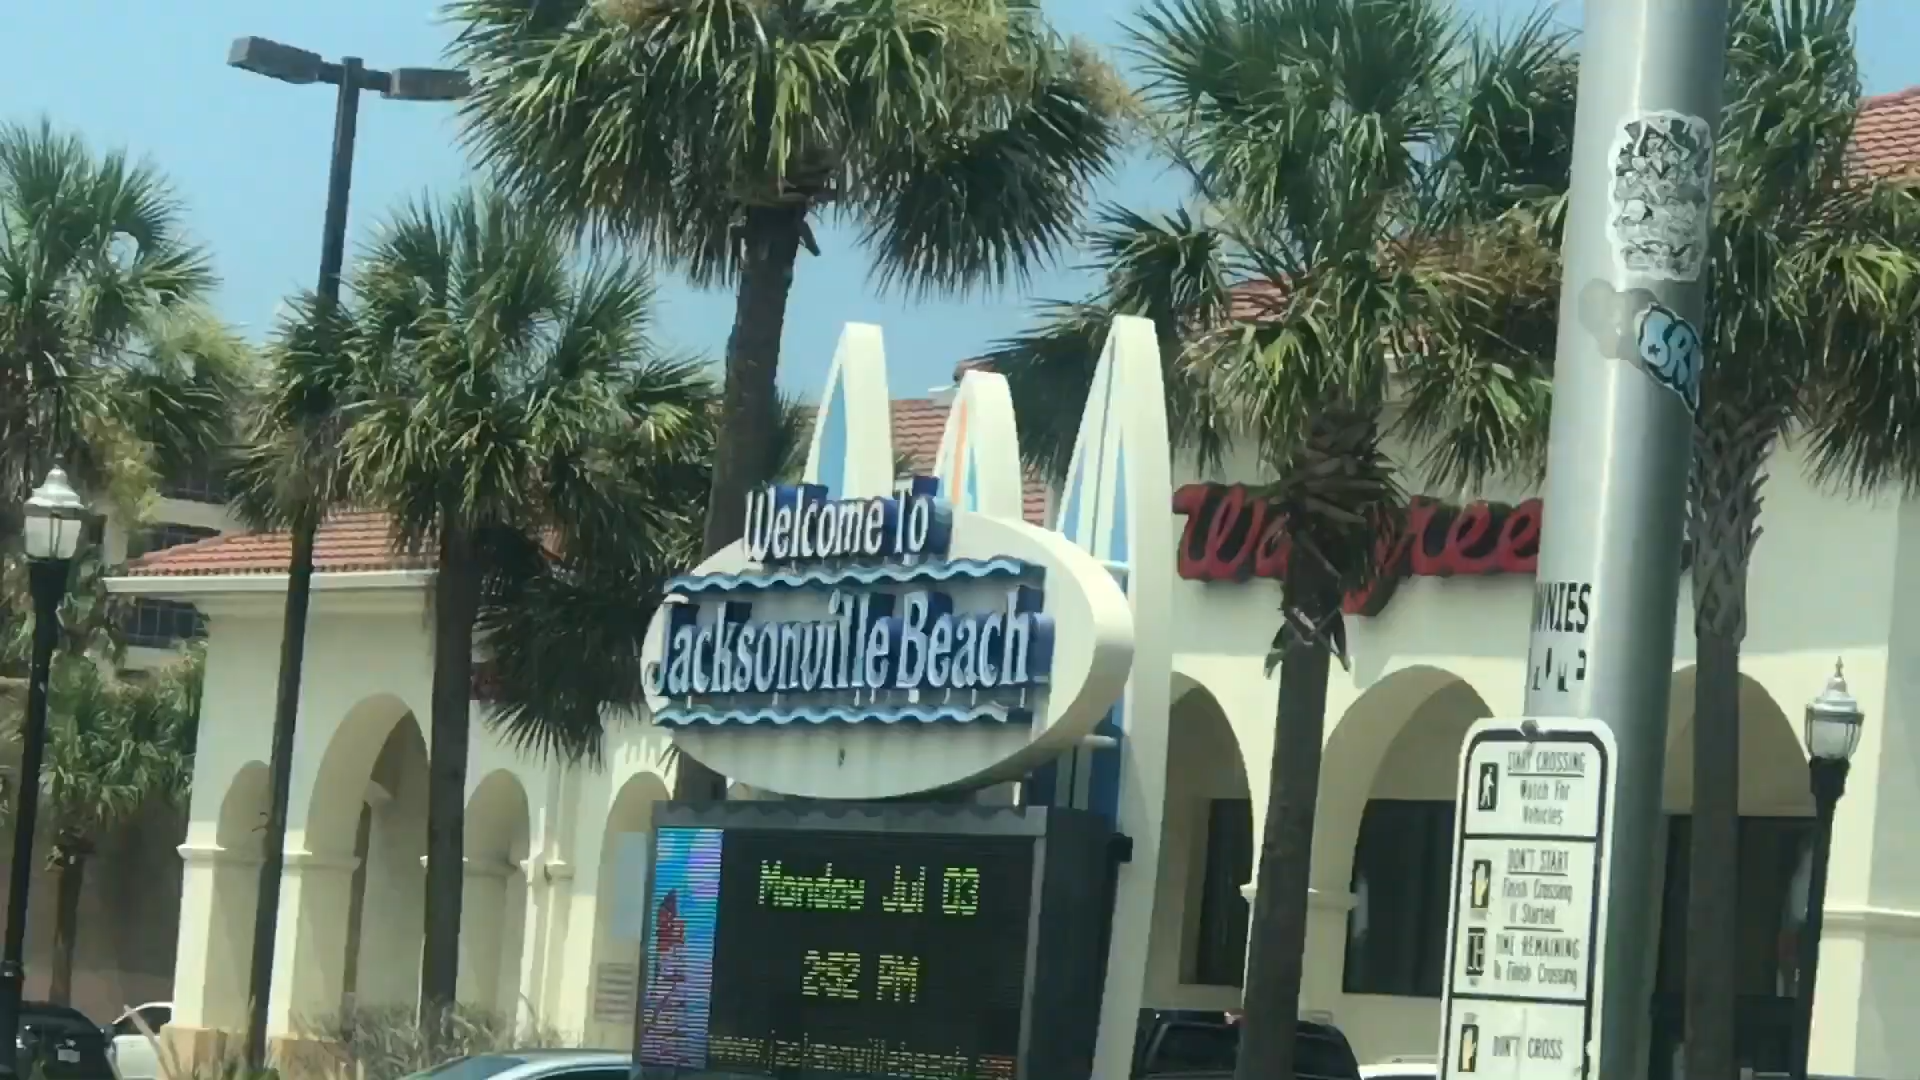 Welcome To
Jacksonville Beach
Monday Jul 03
2:52 PM
START CROSSING
Watch For
Vehicles
DON'T START
Finish Crossing
If Started
TIME REMAINING
To Finish Crossing
DON'T CROSS